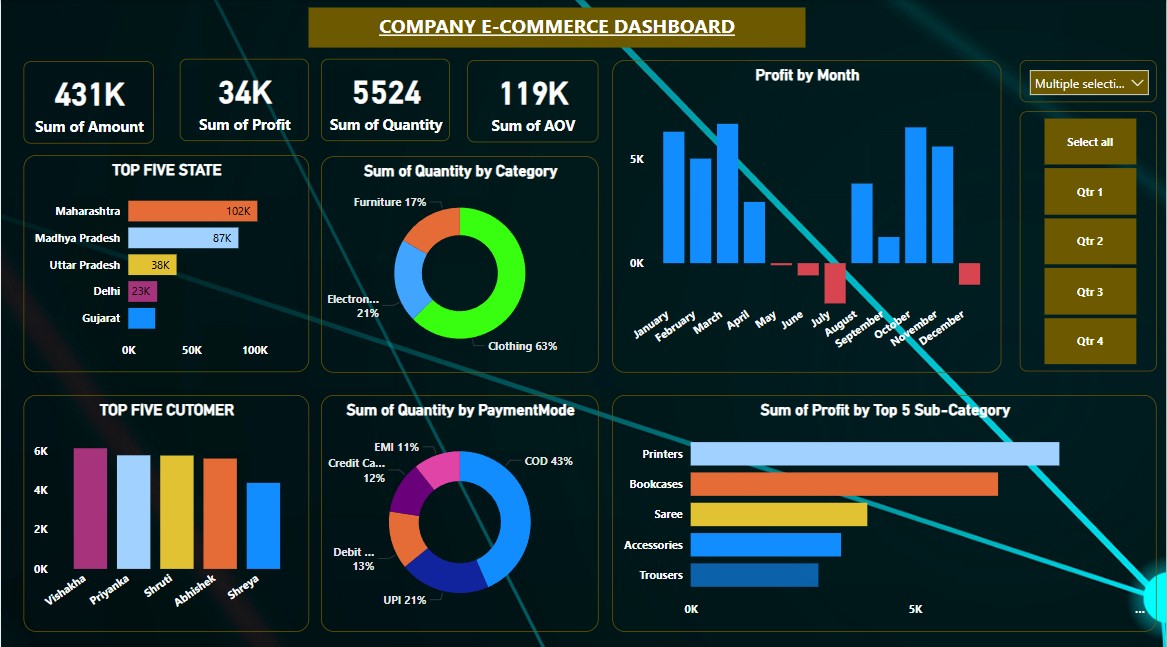 COMPANY E-COMMERCE DASHBOARD
431K
Sum of Amount
34K
Sum of Profit
5524
Sum of Quantity
119K
Sum of AOV
Profit by Month
5K
0K
January
February
March
April
May
June
July
August
September
October
November
December
Multiple selecti...
Select all
Qtr 1
Qtr 2
Qtr 3
Qtr 4
TOP FIVE STATE
Maharashtra
102K
Madhya Pradesh
87K
Uttar Pradesh
38K
Delhi
23K
Gujarat
0K
50K
100K
Sum of Quantity by Category
Furniture 17%
Electron...
21%
Clothing 63%
TOP FIVE CUTOMER
6K
4K
2K
0K
Vishakha
Priyanka
Shruti
Abhishek
Shreya
Sum of Quantity by PaymentMode
EMI 11%
Credit Ca...
12%
Debit ...
13%
UPI 21%
COD 43%
Sum of Profit by Top 5 Sub-Category
Printers
Bookcases
Saree
Accessories
Trousers
0K
5K
...